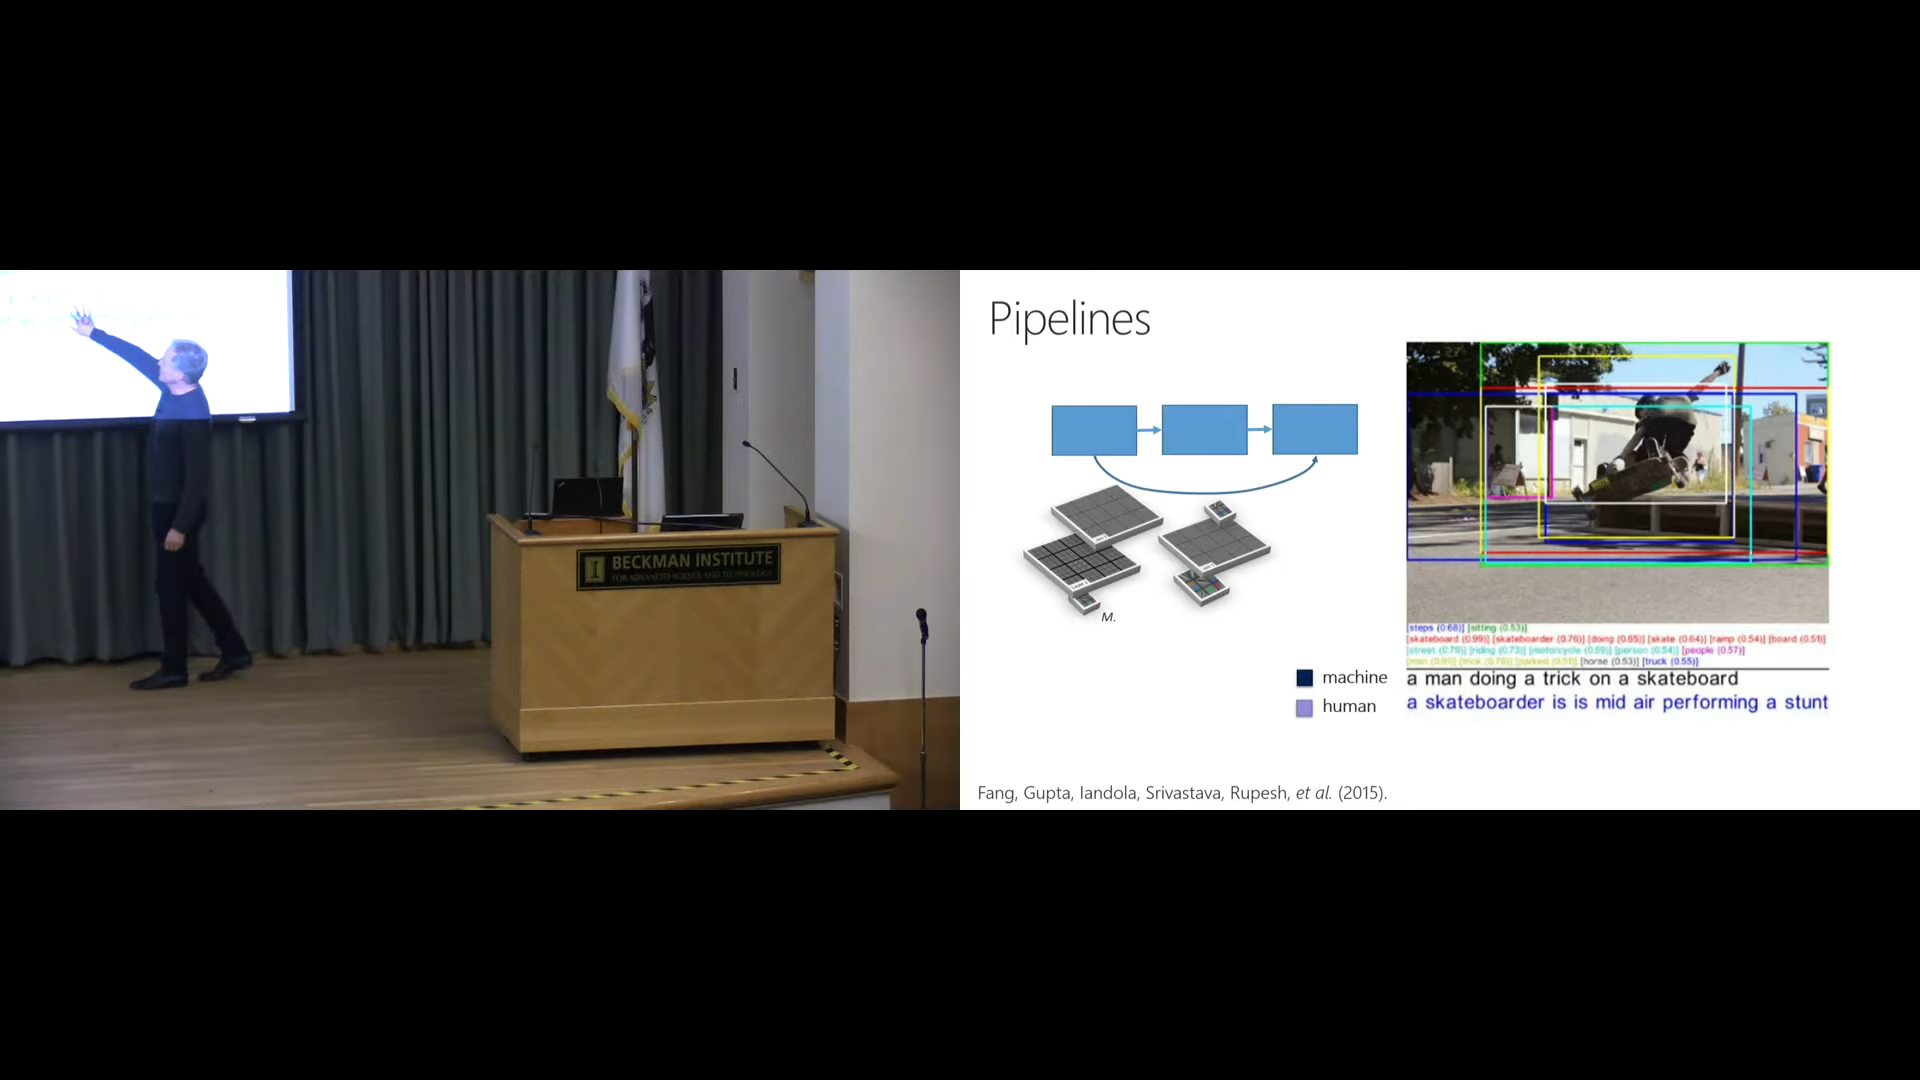 BECKMAN INSTITUTE
FOR ADVANCED SCIENCE AND TECHNOLOGY
Pipelines
M.
[steps (0.68)] [sitting (0.53)]
[skateboard (0.99)] [skateboarder (0.76)] [doing (0.65)] [skate (0.64)] [ramp (0.54)] [board (0.51)]
[street (0.79)] [riding (0.73)] [motorcycle (0.59)] [person (0.54)] [people (0.57)]
[trick (0.78)] [parked (0.51)] [horse (0.53)] [truck (0.55)]
machine
human
a man doing a trick on a skateboard
a skateboarder is is mid air performing a stunt
Fang, Gupta, Iandola, Srivastava, Rupesh, et al. (2015).